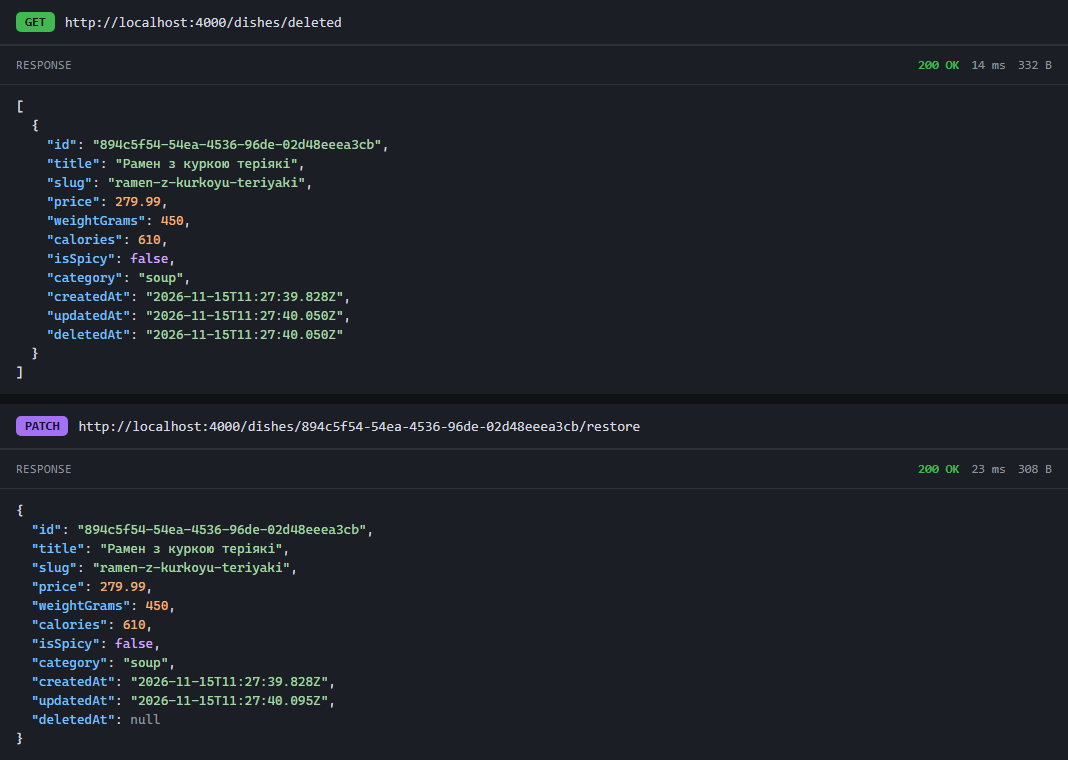 GET http://localhost:4000/dishes/deleted
RESPONSE 200 OK 14 ms 332 B
[
  {
    "id": "894c5f54-54ea-4536-96de-02d48eeea3cb",
    "title": "Рамен з куркою теріякі",
    "slug": "ramen-z-kurkoyu-teriyaki",
    "price": 279.99,
    "weightGrams": 450,
    "calories": 610,
    "isSpicy": false,
    "category": "soup",
    "createdAt": "2026-11-15T11:27:39.828Z",
    "updatedAt": "2026-11-15T11:27:40.050Z",
    "deletedAt": "2026-11-15T11:27:40.050Z"
  }
]
PATCH http://localhost:4000/dishes/894c5f54-54ea-4536-96de-02d48eeea3cb/restore
RESPONSE 200 OK 23 ms 308 B
{
  "id": "894c5f54-54ea-4536-96de-02d48eeea3cb",
  "title": "Рамен з куркою теріякі",
  "slug": "ramen-z-kurkoyu-teriyaki",
  "price": 279.99,
  "weightGrams": 450,
  "calories": 610,
  "isSpicy": false,
  "category": "soup",
  "createdAt": "2026-11-15T11:27:39.828Z",
  "updatedAt": "2026-11-15T11:27:40.095Z",
  "deletedAt": null
}